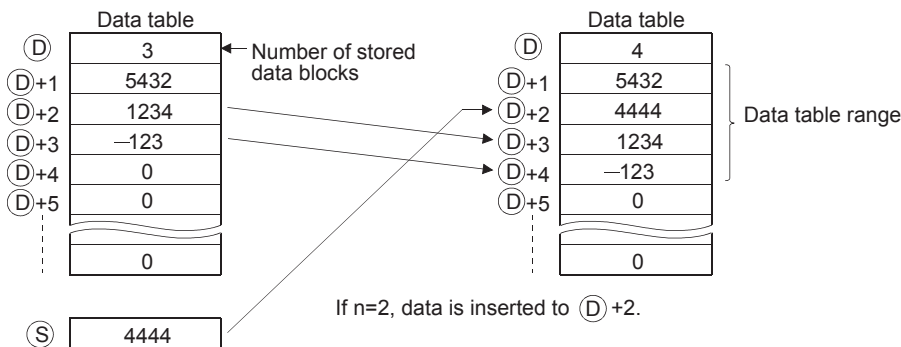 Data table Data table
D 3 Number of stored D 4
data blocks
D+1 5432 D+1 5432
D+2 1234 D+2 4444 Data table range
D+3 —123 D+3 1234
D+4 0 D+4 —123
D+5 0 D+5 0
0 0
If n=2, data is inserted to D +2.
S 4444